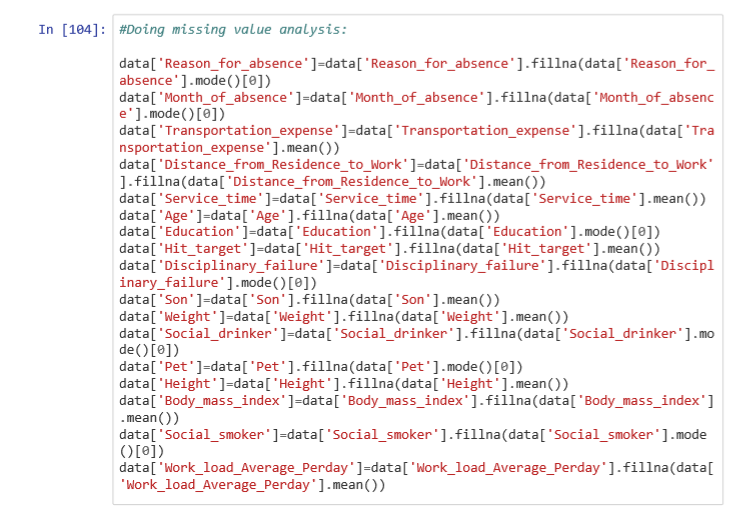 In [104]: #Doing missing value analysis:
data['Reason_for_absence']=data['Reason_for_absence'].fillna(data['Reason_for_
absence'].mode()[0])
data['Month_of_absence']=data['Month_of_absence'].fillna(data['Month_of_absenc
e'].mode()[0])
data['Transportation_expense']=data['Transportation_expense'].fillna(data['Tra
nsportation_expense'].mean())
data['Distance_from_Residence_to_Work']=data['Distance_from_Residence_to_Work'
].fillna(data['Distance_from_Residence_to_Work'].mean())
data['Service_time']=data['Service_time'].fillna(data['Service_time'].mean())
data['Age']=data['Age'].fillna(data['Age'].mean())
data['Education']=data['Education'].fillna(data['Education'].mode()[0])
data['Hit_target']=data['Hit_target'].fillna(data['Hit_target'].mean())
data['Disciplinary_failure']=data['Disciplinary_failure'].fillna(data['Discipl
inary_failure'].mode()[0])
data['Son']=data['Son'].fillna(data['Son'].mean())
data['Weight']=data['Weight'].fillna(data['Weight'].mean())
data['Social_drinker']=data['Social_drinker'].fillna(data['Social_drinker'].mo
de()[0])
data['Pet']=data['Pet'].fillna(data['Pet'].mode()[0])
data['Height']=data['Height'].fillna(data['Height'].mean())
data['Body_mass_index']=data['Body_mass_index'].fillna(data['Body_mass_index']
.mean())
data['Social_smoker']=data['Social_smoker'].fillna(data['Social_smoker'].mode
()[0])
data['Work_load_Average_Perday']=data['Work_load_Average_Perday'].fillna(data[
'Work_load_Average_Perday'].mean())